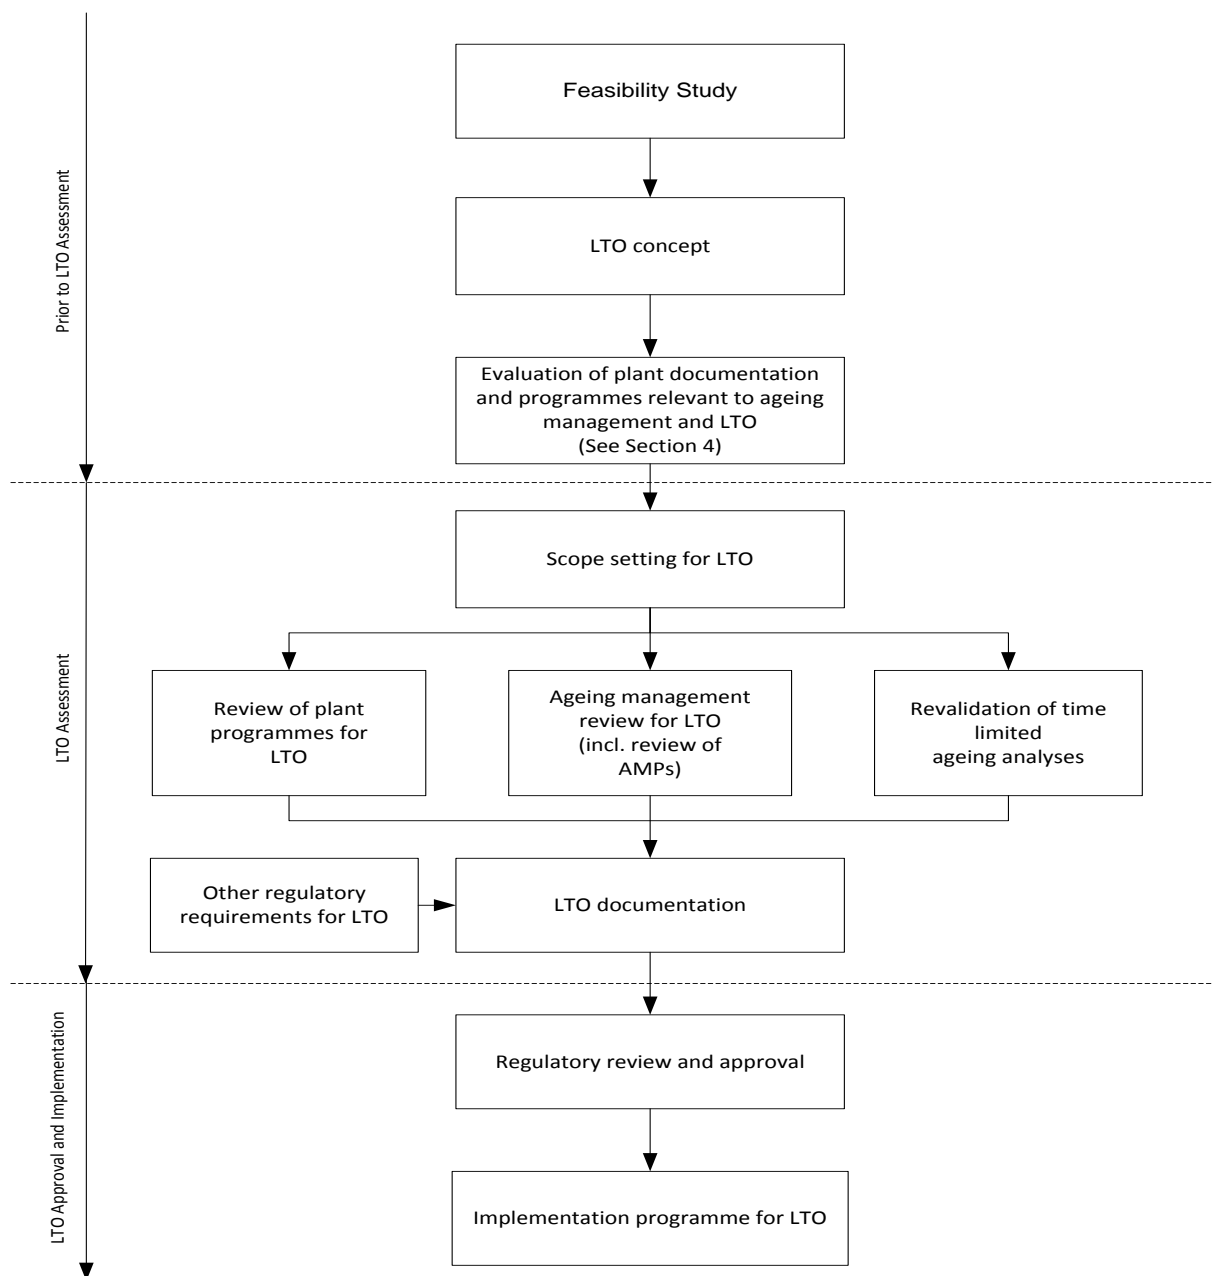 Prior to LTO Assessment
Feasibility Study
LTO concept
Evaluation of plant documentation
and programmes relevant to ageing
management and LTO
(See Section 4)
LTO Assessment
Scope setting for LTO
Review of plant
programmes for
LTO
Ageing management
review for LTO
(incl. review of
AMPs)
Revalidation of time
limited
ageing analyses
Other regulatory
requirements for LTO
LTO documentation
LTO Approval and Implementation
Regulatory review and approval
Implementation programme for LTO